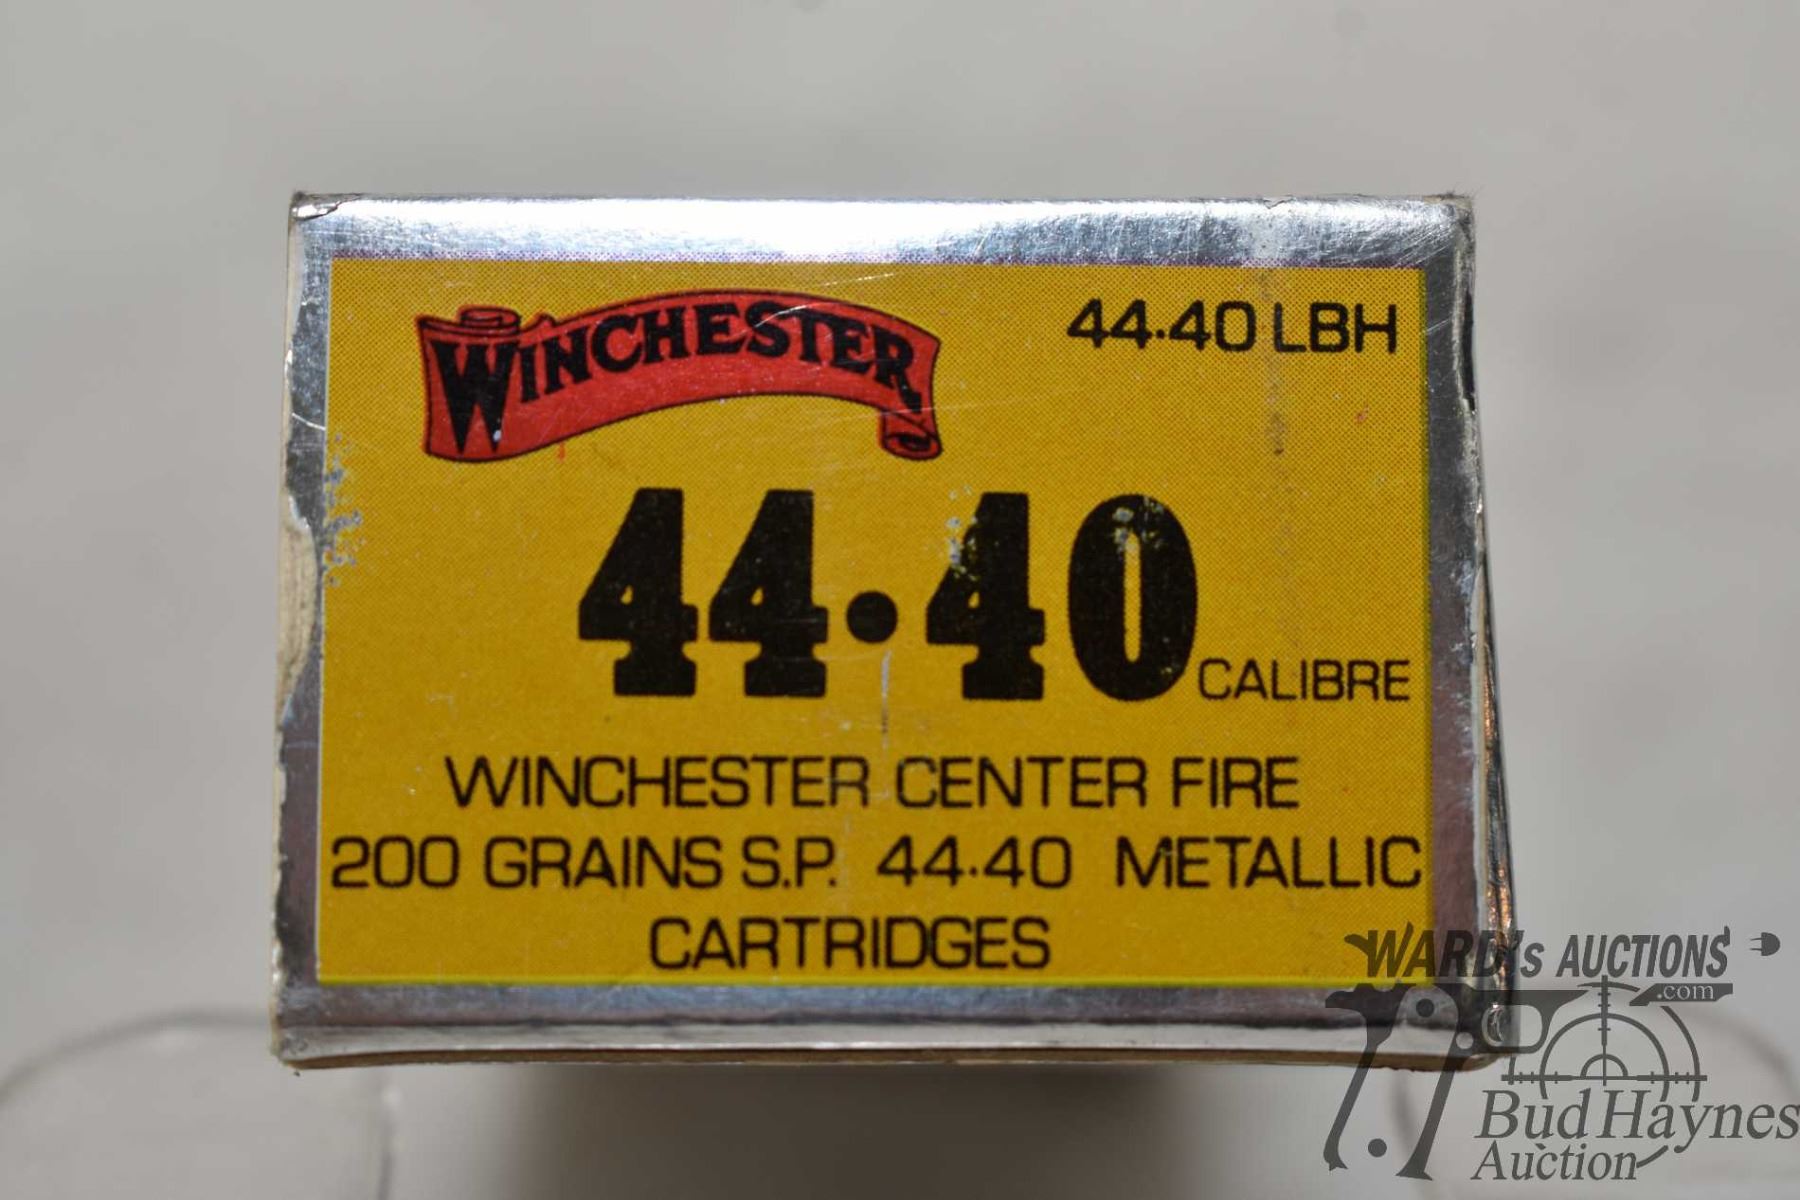 WINCHESTER
44·40 LBH
44·40 CALIBRE
WINCHESTER CENTER FIRE
200 GRAINS S.P. 44·40 METALLIC
CARTRIDGES
WARD's AUCTIONS
.com
Bud Haynes
Auction